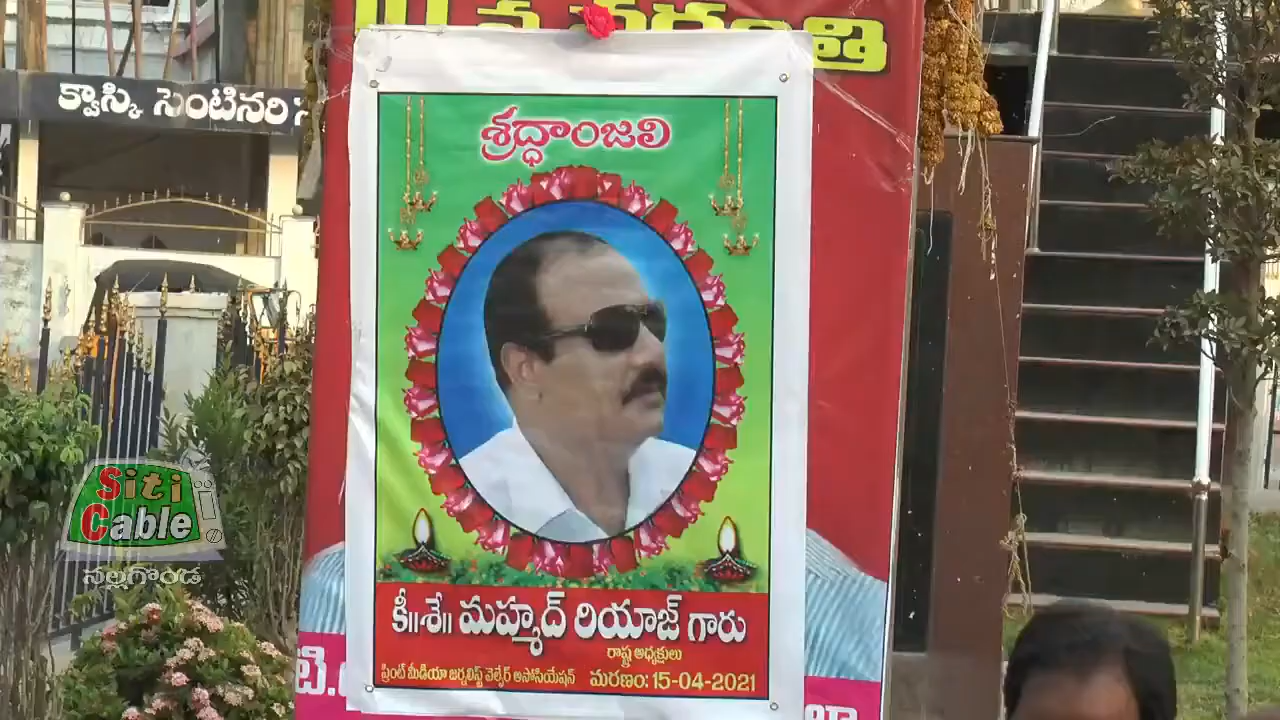 క్వాస్కి సెంటినరి
శ్రద్ధాంజలి
Siti
Cable
నల్లగొండ
కీ॥శే॥ మహ్మద్ రియాజ్ గారు
రాష్ట్ర అధ్యక్షులు
ప్రింట్ మీడియా జర్నలిస్ట్ వెల్ఫేర్ అసోసియేషన్ మరణం: 15-04-2021